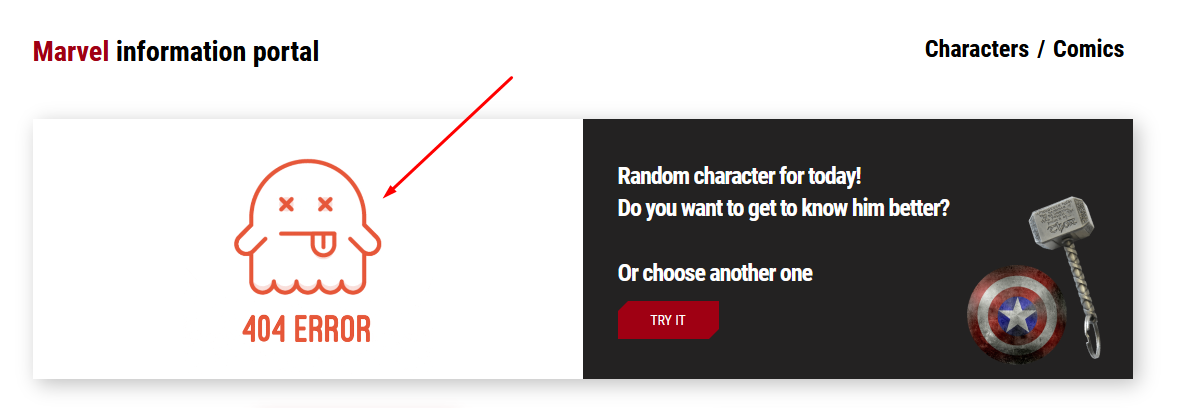 Marvel information portal
Characters / Comics
404 ERROR
Random character for today!
Do you want to get to know him better?
Or choose another one
TRY IT